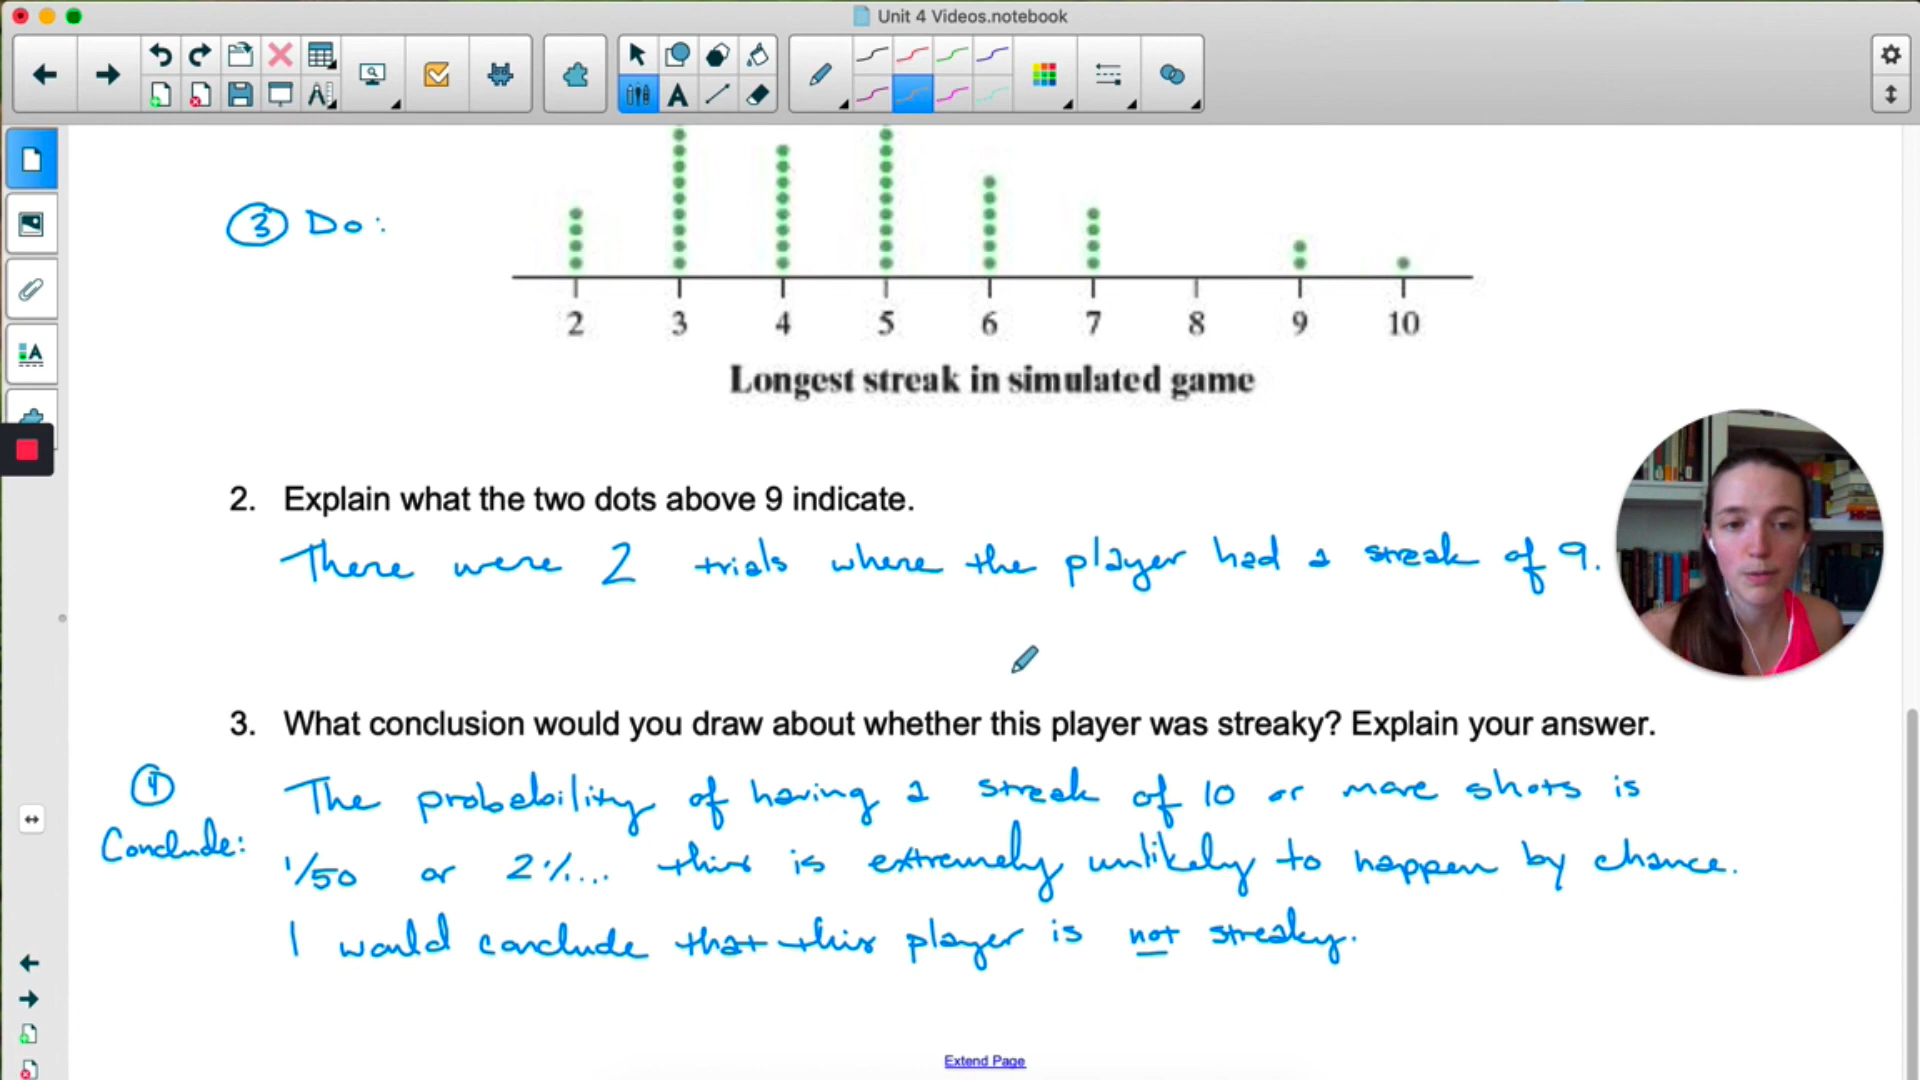 Unit 4 Videos.notebook
③ Do:
2 3 4 5 6 7 8 9 10
Longest streak in simulated game
2. Explain what the two dots above 9 indicate.
There were 2 trials where the player had a streak of 9.
3. What conclusion would you draw about whether this player was streaky? Explain your answer.
④ Conclude:
The probability of having a streak of 10 or more shots is
1/50 or 2%... this is extremely unlikely to happen by chance.
I would conclude that this player is not streaky.
Extend Page